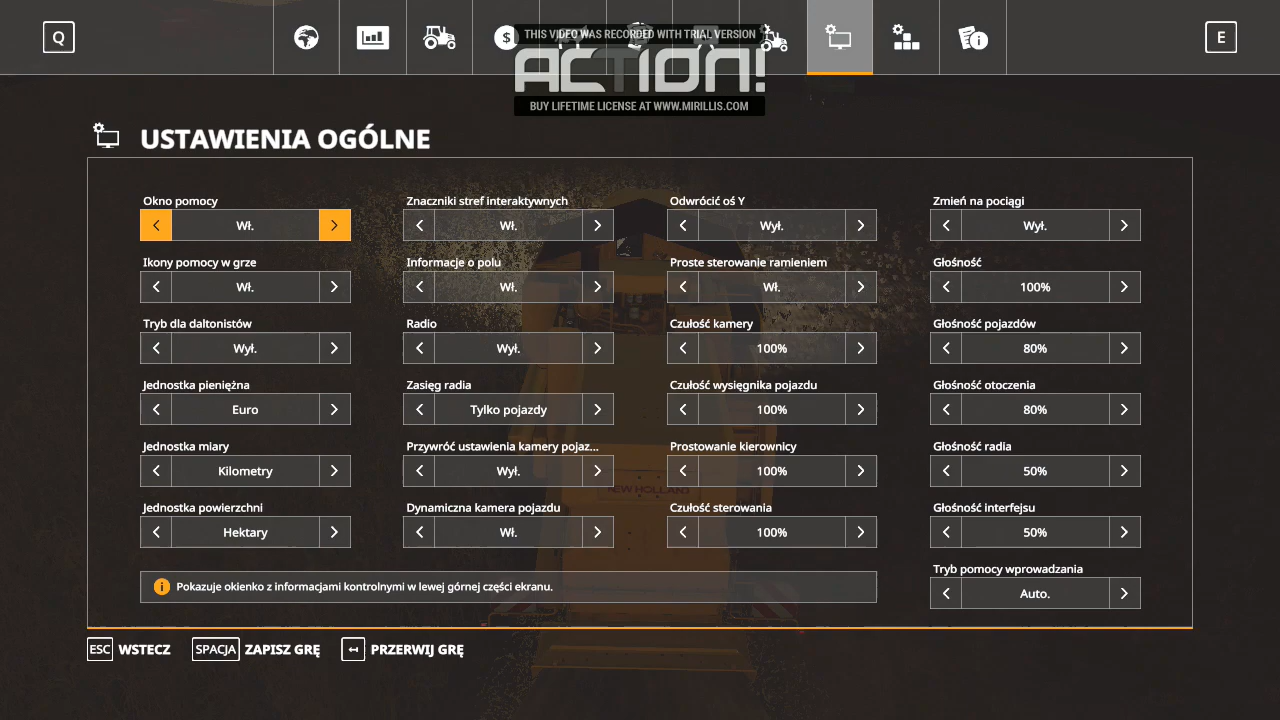 Q
THIS VIDEO WAS RECORDED WITH TRIAL VERSION
ACTION!
BUY LIFETIME LICENSE AT WWW.MIRILLIS.COM
E
USTAWIENIA OGÓLNE
Okno pomocy
Wł.
Ikony pomocy w grze
Wł.
Tryb dla daltonistów
Wył.
Jednostka pieniężna
Euro
Jednostka miary
Kilometry
Jednostka powierzchni
Hektary
Znaczniki stref interaktywnych
Wł.
Informacje o polu
Wł.
Radio
Wył.
Zasięg radia
Tylko pojazdy
Przywróć ustawienia kamery pojaz...
Wył.
Dynamiczna kamera pojazdu
Wł.
Odwrócić oś Y
Wył.
Proste sterowanie ramieniem
Wł.
Czułość kamery
100%
Czułość wysięgnika pojazdu
100%
Prostowanie kierownicy
100%
Czułość sterowania
100%
Zmień na pociągi
Wył.
Głośność
100%
Głośność pojazdów
80%
Głośność otoczenia
80%
Głośność radia
50%
Głośność interfejsu
50%
Tryb pomocy wprowadzania
Auto.
NEW HOLLAND
Pokazuje okienko z informacjami kontrolnymi w lewej górnej części ekranu.
ESC WSTECZ SPACJA ZAPISZ GRĘ ↤ PRZERWIJ GRĘ